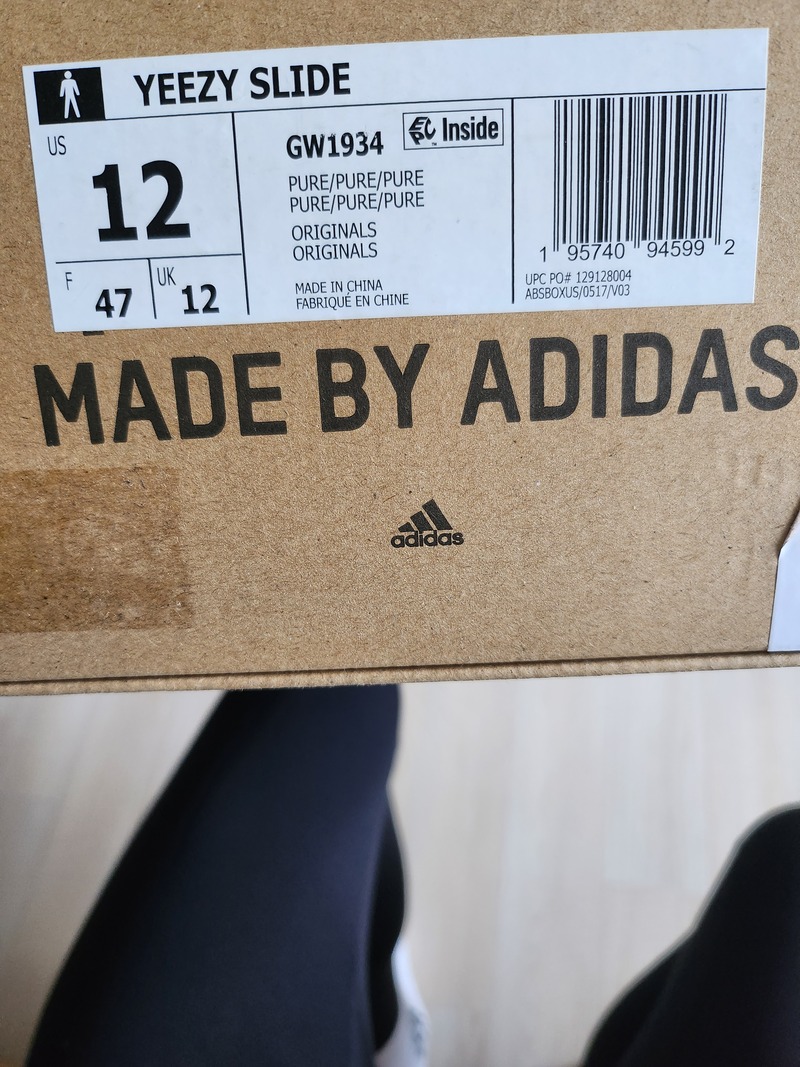 YEEZY SLIDE
US
12
F 47
UK 12
GW1934
EPC Inside
PURE/PURE/PURE
PURE/PURE/PURE
ORIGINALS
ORIGINALS
MADE IN CHINA
FABRIQUÉ EN CHINE
1 95740 94599 2
UPC PO# 129128004
ABSBOXUS/0517/V03
MADE BY ADIDAS
adidas